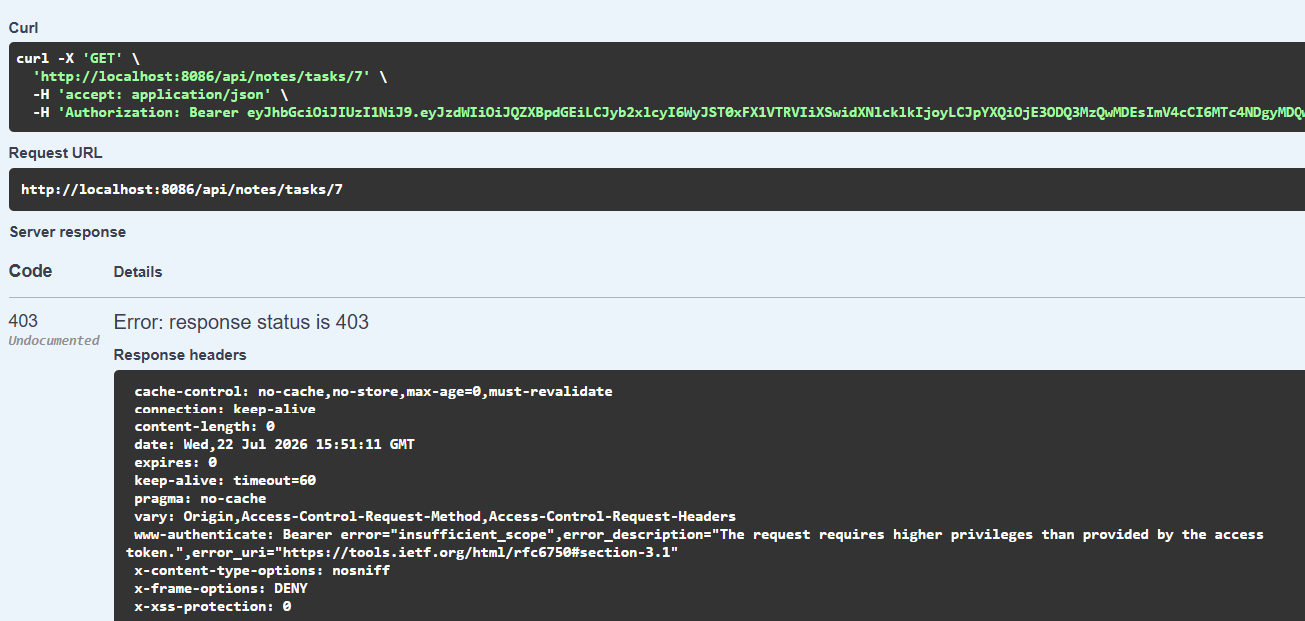 Curl
curl -X 'GET' \
'http://localhost:8086/api/notes/tasks/7' \
-H 'accept: application/json' \
-H 'Authorization: Bearer eyJhbGciOiJIUzI1NiJ9.eyJzdWIiOiJQZXBpdGEiLCJyb2xlcyI6WyJST0xFX1VTRVIiXSwidXNlcklkIjoyLCJpYXQiOjE3ODQ3MzQwMDEsImV4cCI6MTc4NDgyMDQw
Request URL
http://localhost:8086/api/notes/tasks/7
Server response
Code Details
403 Error: response status is 403
Undocumented
Response headers
cache-control: no-cache,no-store,max-age=0,must-revalidate
connection: keep-alive
content-length: 0
date: Wed,22 Jul 2026 15:51:11 GMT
expires: 0
keep-alive: timeout=60
pragma: no-cache
vary: Origin,Access-Control-Request-Method,Access-Control-Request-Headers
www-authenticate: Bearer error="insufficient_scope",error_description="The request requires higher privileges than provided by the access
token.",error_uri="https://tools.ietf.org/html/rfc6750#section-3.1"
x-content-type-options: nosniff
x-frame-options: DENY
x-xss-protection: 0